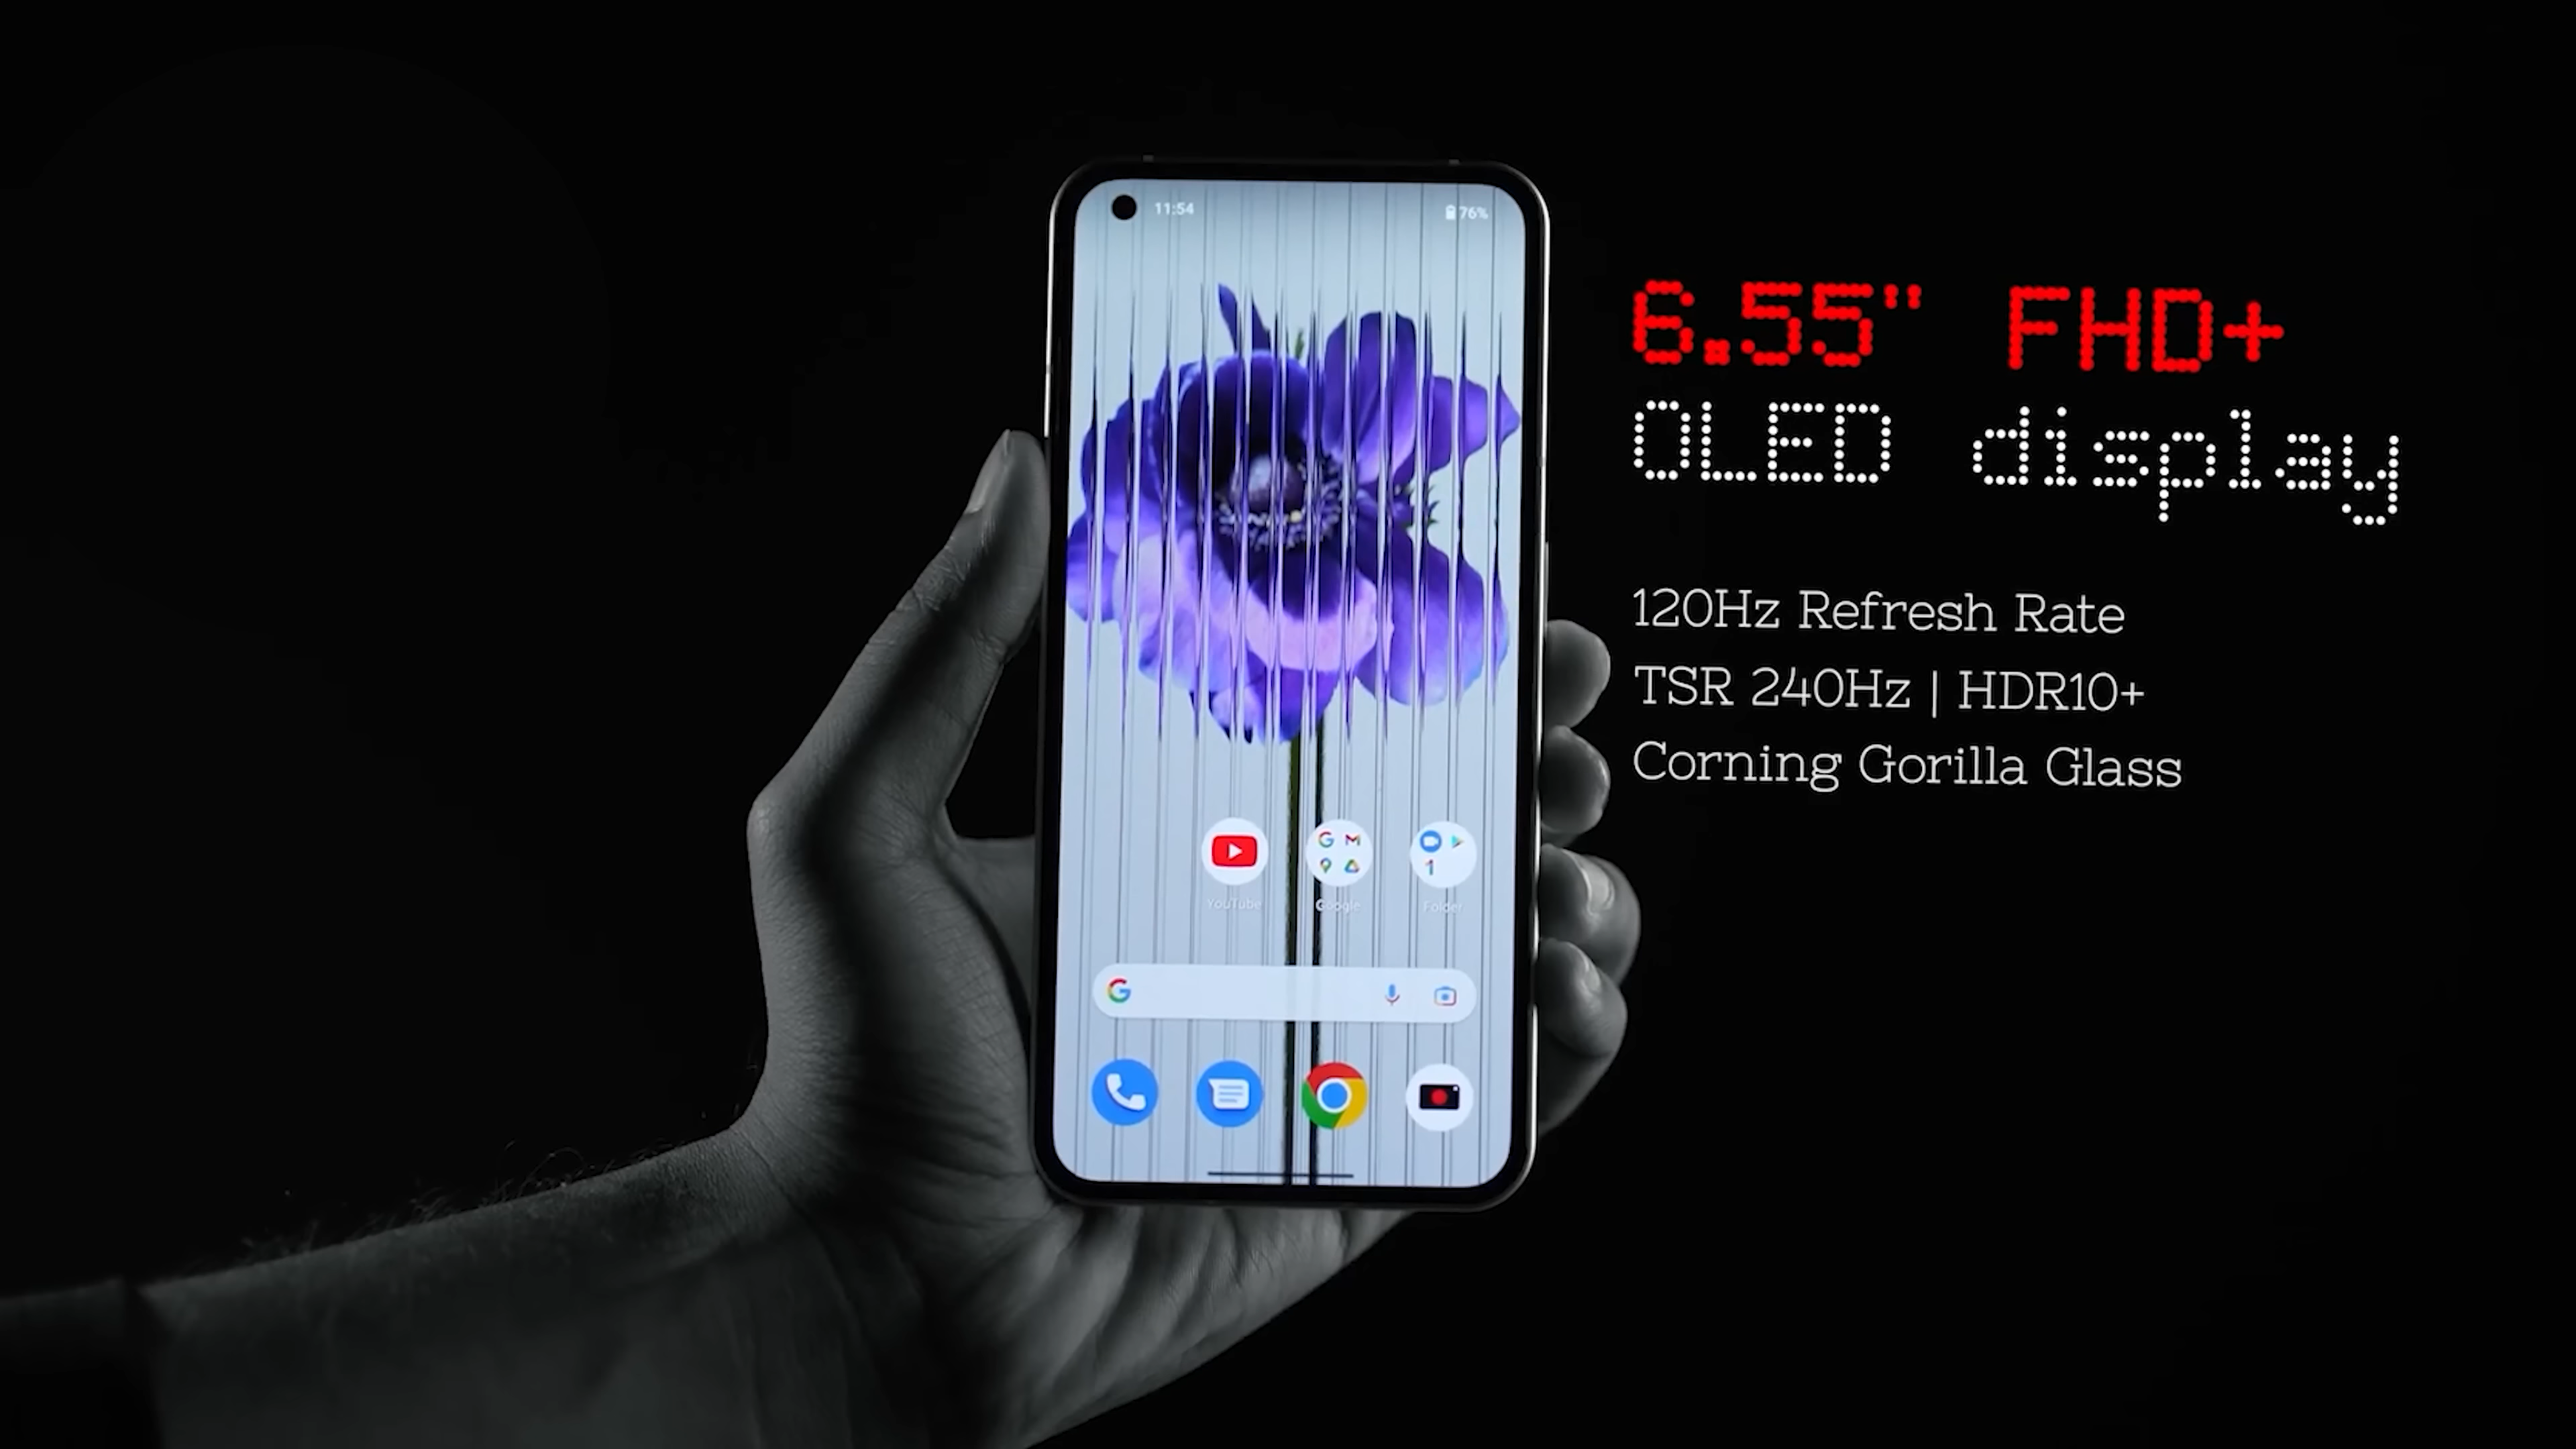 11:54 76%
6.55" FHD+
OLED display
120Hz Refresh Rate
TSR 240Hz | HDR10+
Corning Gorilla Glass
YouTube Google Folder